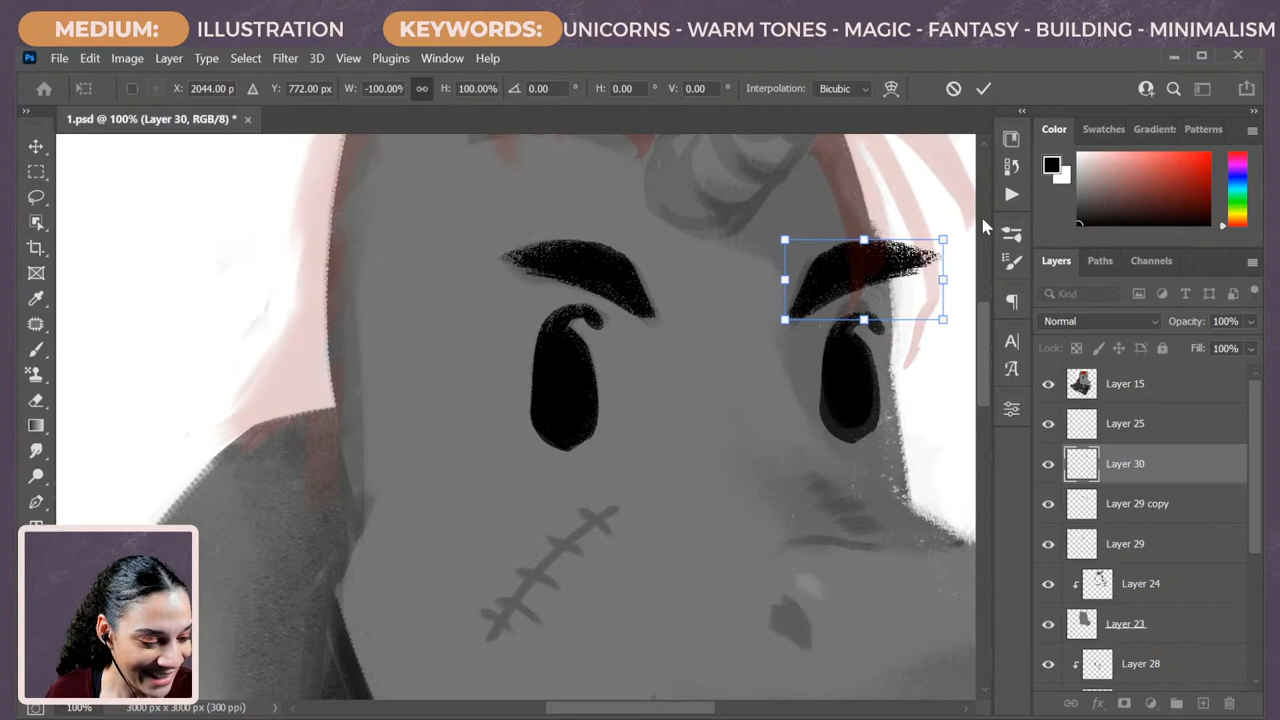 MEDIUM: ILLUSTRATION KEYWORDS: UNICORNS - WARM TONES - MAGIC - FANTASY - BUILDING - MINIMALISM
Ps File Edit Image Layer Type Select Filter 3D View Plugins Window Help
X: 2044.00 p Y: 772.00 px W: -100.00% H: 100.00% 0.00 ° H: 0.00 ° V: 0.00 ° Interpolation: Bicubic
1.psd @ 100% (Layer 30, RGB/8) *
Color Swatches Gradient Patterns
Layers Paths Channels
Kind
Normal Opacity: 100%
Lock: Fill: 100%
Layer 15
Layer 25
Layer 30
Layer 29 copy
Layer 29
Layer 24
Layer 23
Layer 28
100% 3000 px x 3000 px (300 ppi)